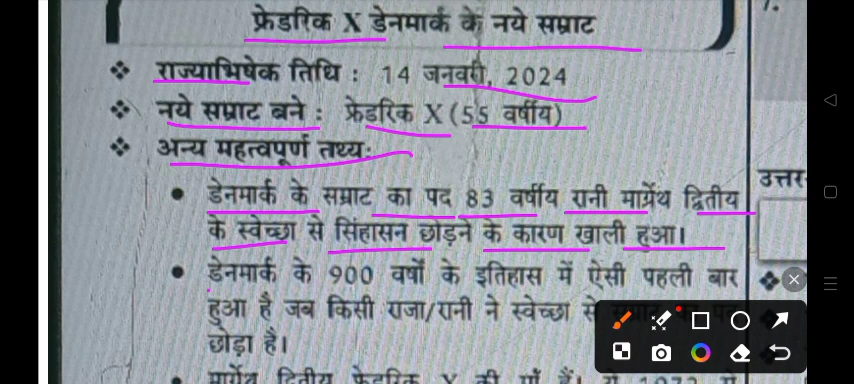 फ्रेडरिक X डेनमार्क के नये सम्राट
❖ राज्याभिषेक तिथि : 14 जनवरी, 2024
❖ नये सम्राट बने : फ्रेडरिक X (55 वर्षीय)
❖ अन्य महत्वपूर्ण तथ्य:
• डेनमार्क के सम्राट का पद 83 वर्षीय रानी मार्ग्रेथ द्वितीय
के स्वेच्छा से सिंहासन छोड़ने के कारण खाली हुआ।
• डेनमार्क के 900 वर्षों के इतिहास में ऐसी पहली बार
हुआ है जब किसी राजा/रानी ने स्वेच्छा से
छोड़ा है।
• मार्ग्रेथ द्वितीय फ्रेडरिक X की माँ हैं।
उत्तर